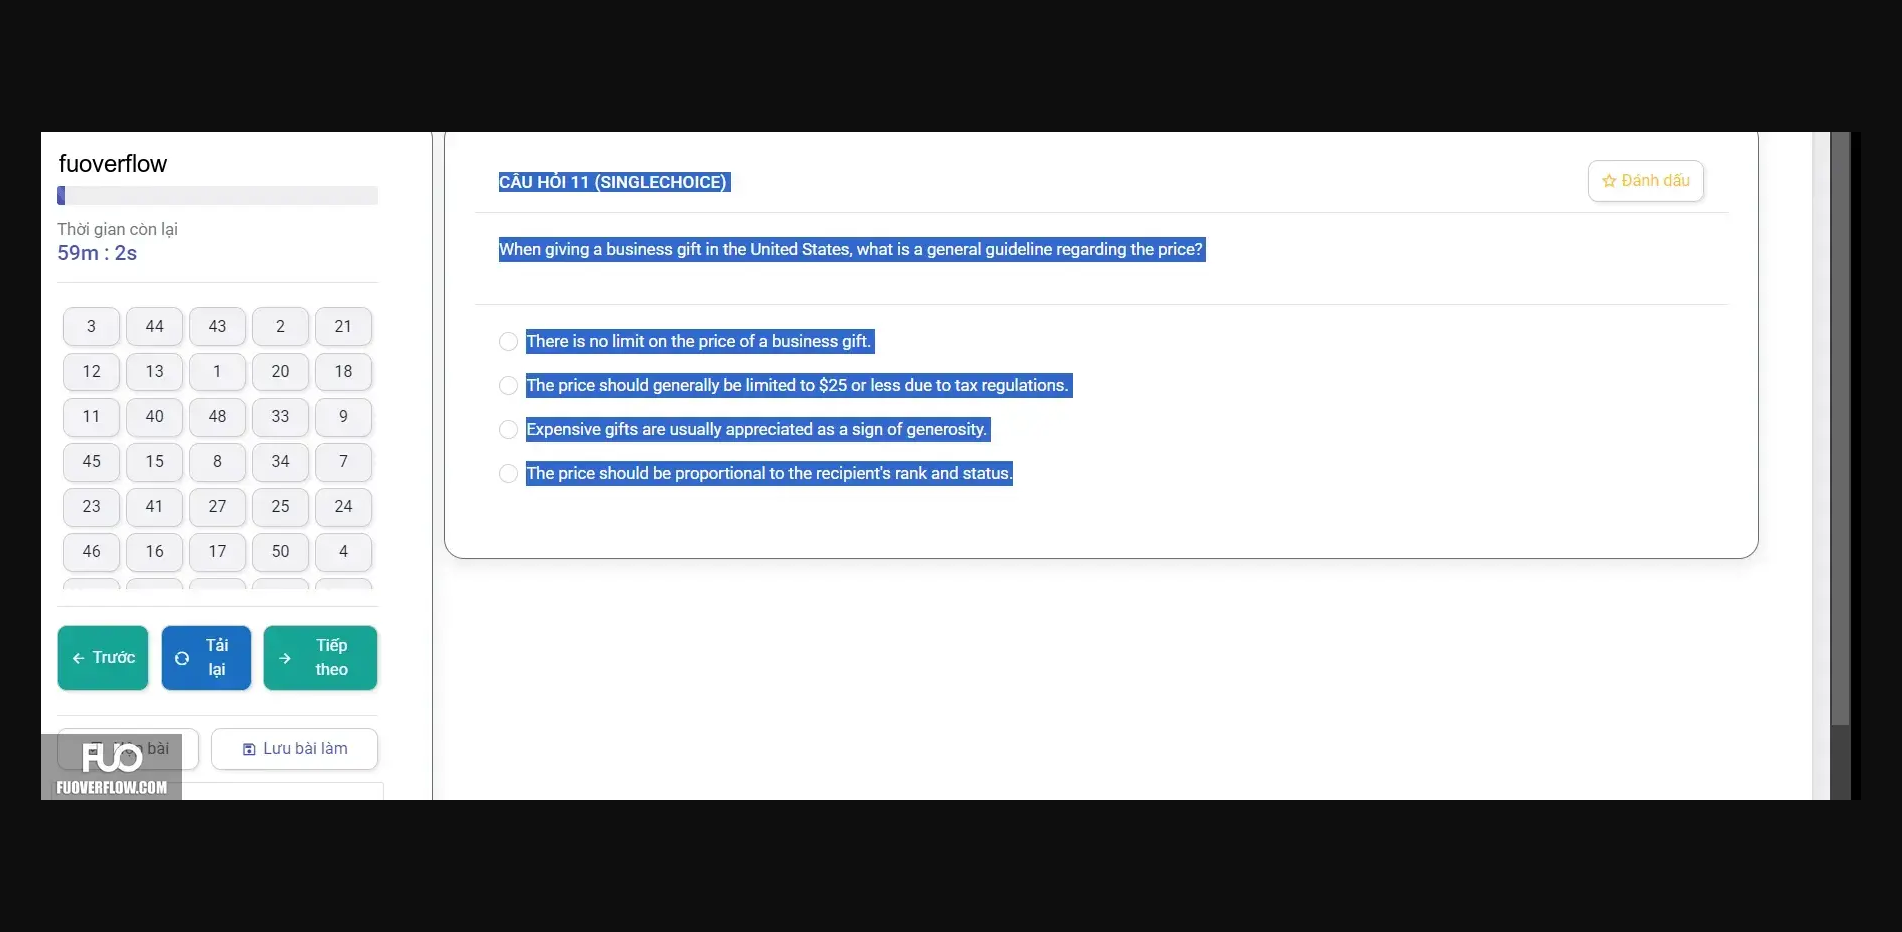 fuoverflow
Thời gian còn lại
59m : 2s
3 44 43 2 21
12 13 1 20 18
11 40 48 33 9
45 15 8 34 7
23 41 27 25 24
46 16 17 50 4
Trước
Tải lại
Tiếp theo
bài
Lưu bài làm
FUO
FUOVERFLOW.COM
CÂU HỎI 11 (SINGLECHOICE)
Đánh dấu
When giving a business gift in the United States, what is a general guideline regarding the price?
There is no limit on the price of a business gift.
The price should generally be limited to $25 or less due to tax regulations.
Expensive gifts are usually appreciated as a sign of generosity.
The price should be proportional to the recipient's rank and status.